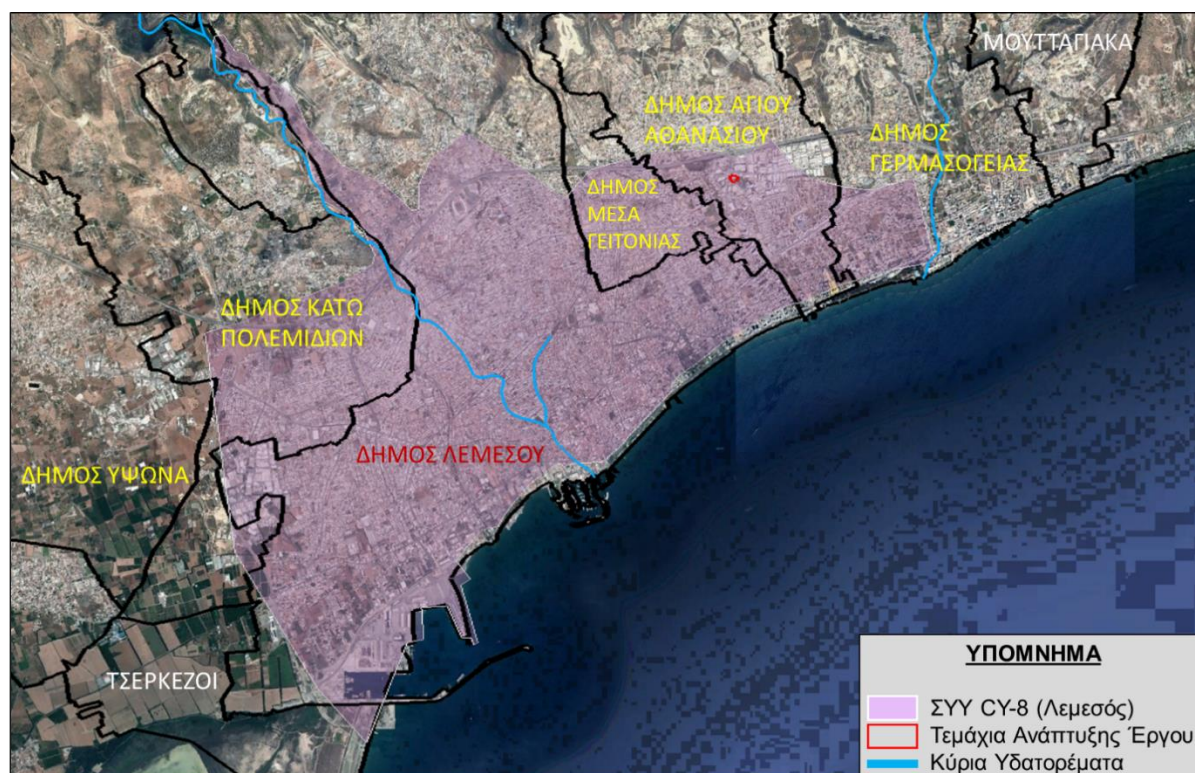 ΜΟΥΤΤΑΓΙΑΚΑ
ΔΗΜΟΣ ΑΓΙΟΥ
ΑΘΑΝΑΣΙΟΥ
ΔΗΜΟΣ
ΓΕΡΜΑΣΟΓΕΙΑΣ
ΔΗΜΟΣ
ΜΕΣΑ
ΓΕΙΤΟΝΙΑΣ
ΔΗΜΟΣ ΚΑΤΩ
ΠΟΛΕΜΙΔΙΩΝ
ΔΗΜΟΣ ΛΕΜΕΣΟΥ
ΔΗΜΟΣ ΥΨΩΝΑ
ΤΣΕΡΚΕΖΟΙ
ΥΠΟΜΝΗΜΑ
ΣΥΥ CY-8 (Λεμεσός)
Τεμάχια Ανάπτυξης Έργου
Κύρια Υδατορέματα